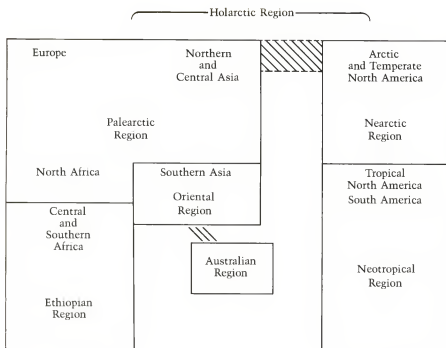 Holarctic Region
Europe
Northern
and
Central Asia
Arctic
and Temperate
North America
Palearctic
Region
Nearctic
Region
North Africa
Southern Asia
Oriental
Region
Tropical
North America
South America
Central
and
Southern
Africa
Australian
Region
Neotropical
Region
Ethiopian
Region